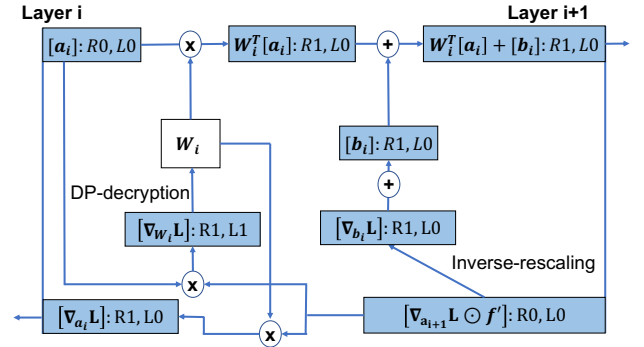 Layer i
Layer i+1
[a_i]: R0, L0
x
W_i^T[a_i]: R1, L0
+
W_i^T[a_i] + [b_i]: R1, L0
W_i
[b_i]: R1, L0
DP-decryption
+
[∇_{W_i}L]: R1, L1
[∇_{b_i}L]: R1, L0
Inverse-rescaling
x
[∇_{a_i}L]: R1, L0
x
[∇_{a_{i+1}}L ⊙ f′]: R0, L0